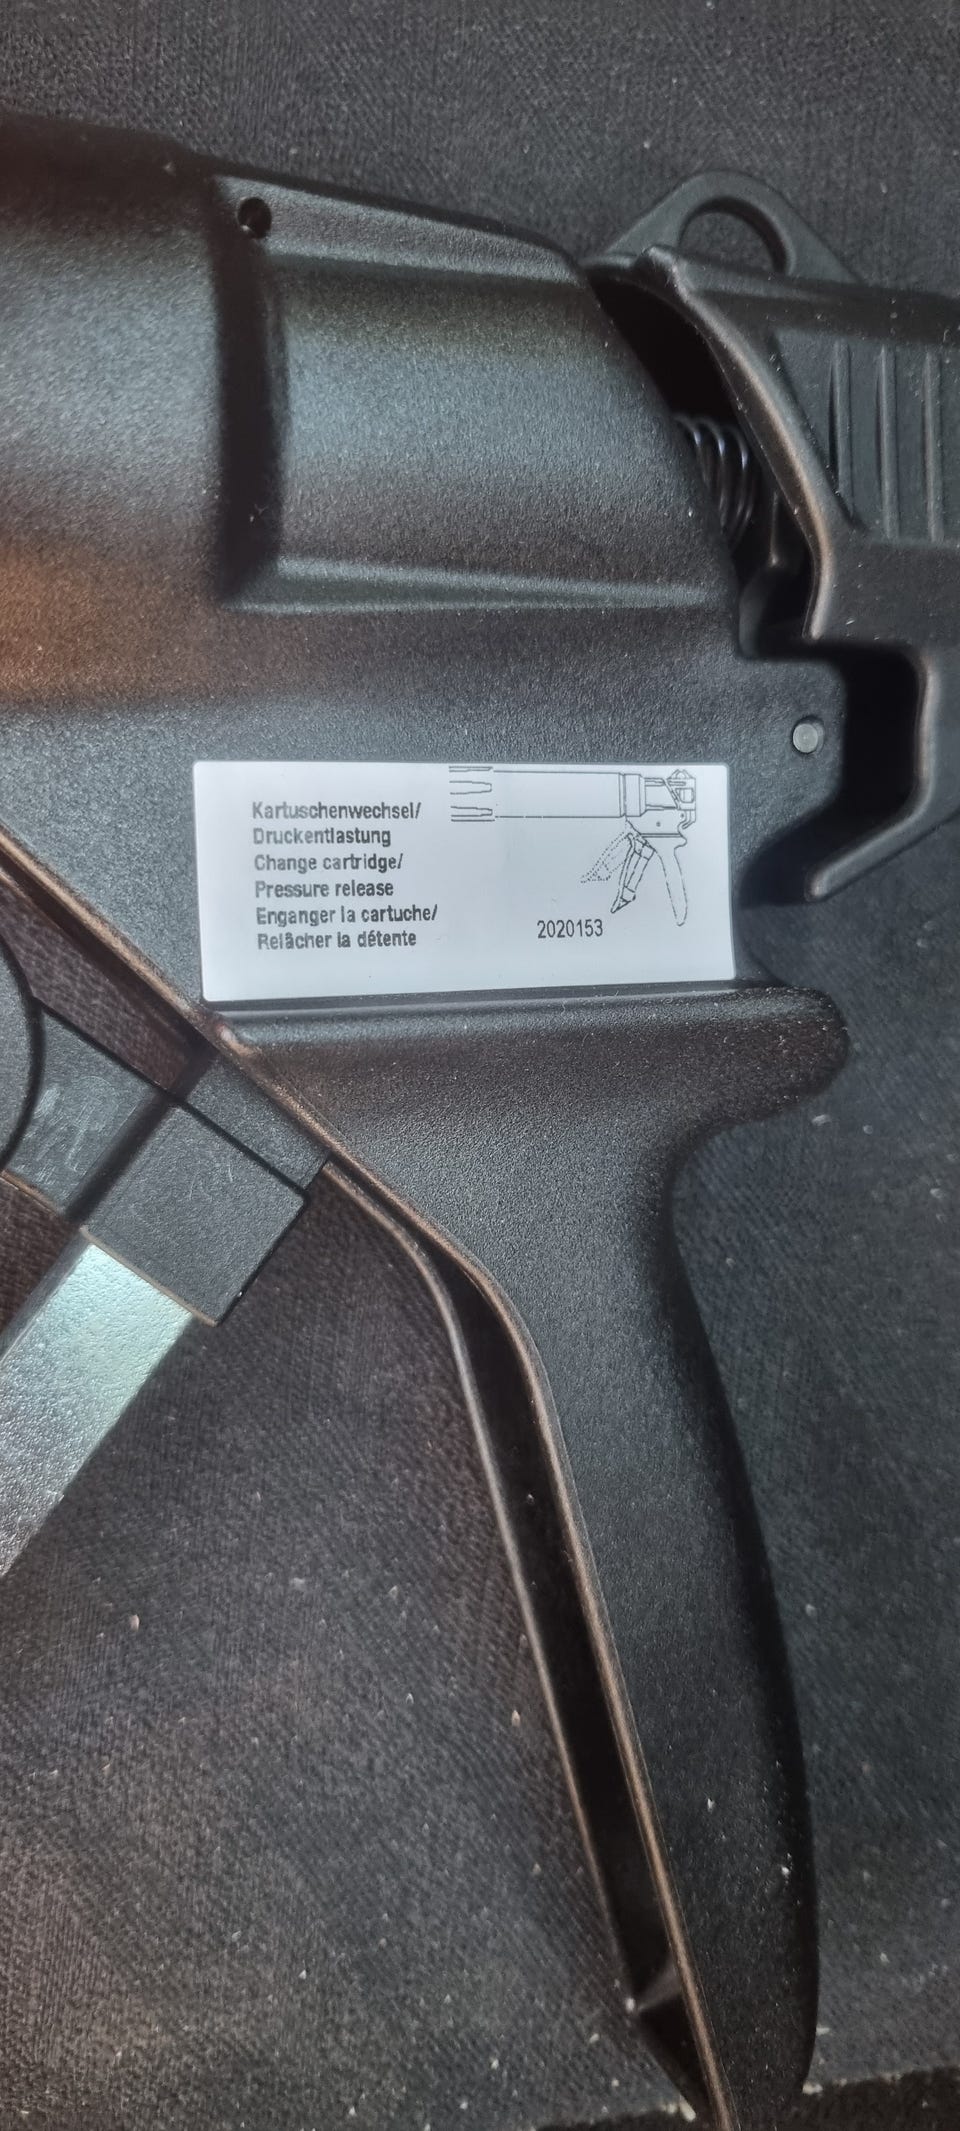 Kartuschenwechsel/
Druckentlastung
Change cartridge/
Pressure release
Enganger la cartuche/
Relâcher la détente
2020153